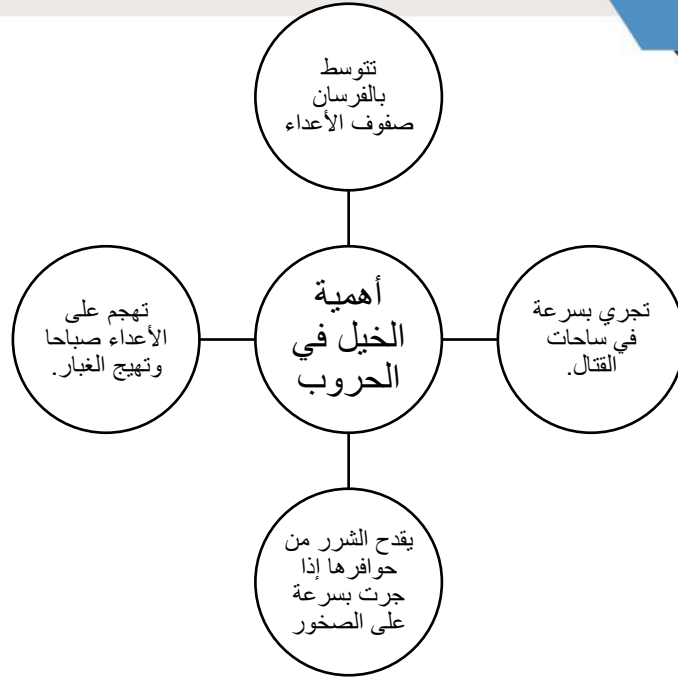 تتوسط
بالفرسان
صفوف الأعداء
تجري بسرعة
في ساحات
القتال.
أهمية
الخيل في
الحروب
تهجم على
الأعداء صباحا
وتهيج الغبار.
يقدح الشرر من
حوافرها إذا
جرت بسرعة
على الصخور